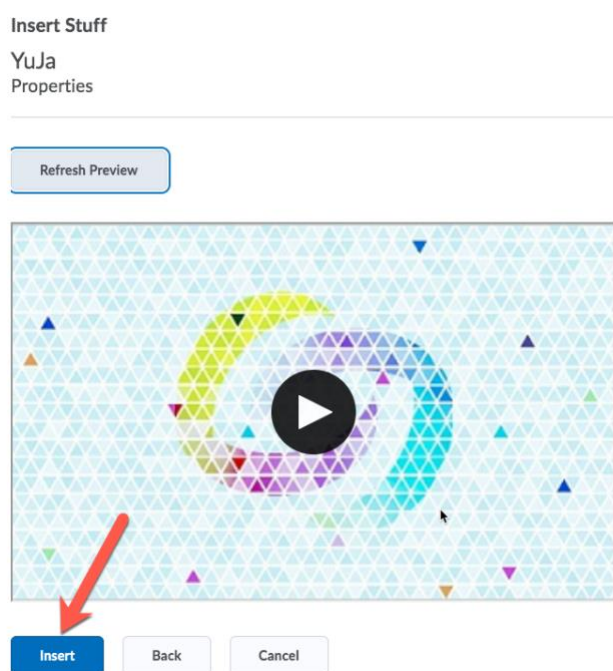 Insert Stuff
YuJa
Properties
Refresh Preview
Insert Back Cancel